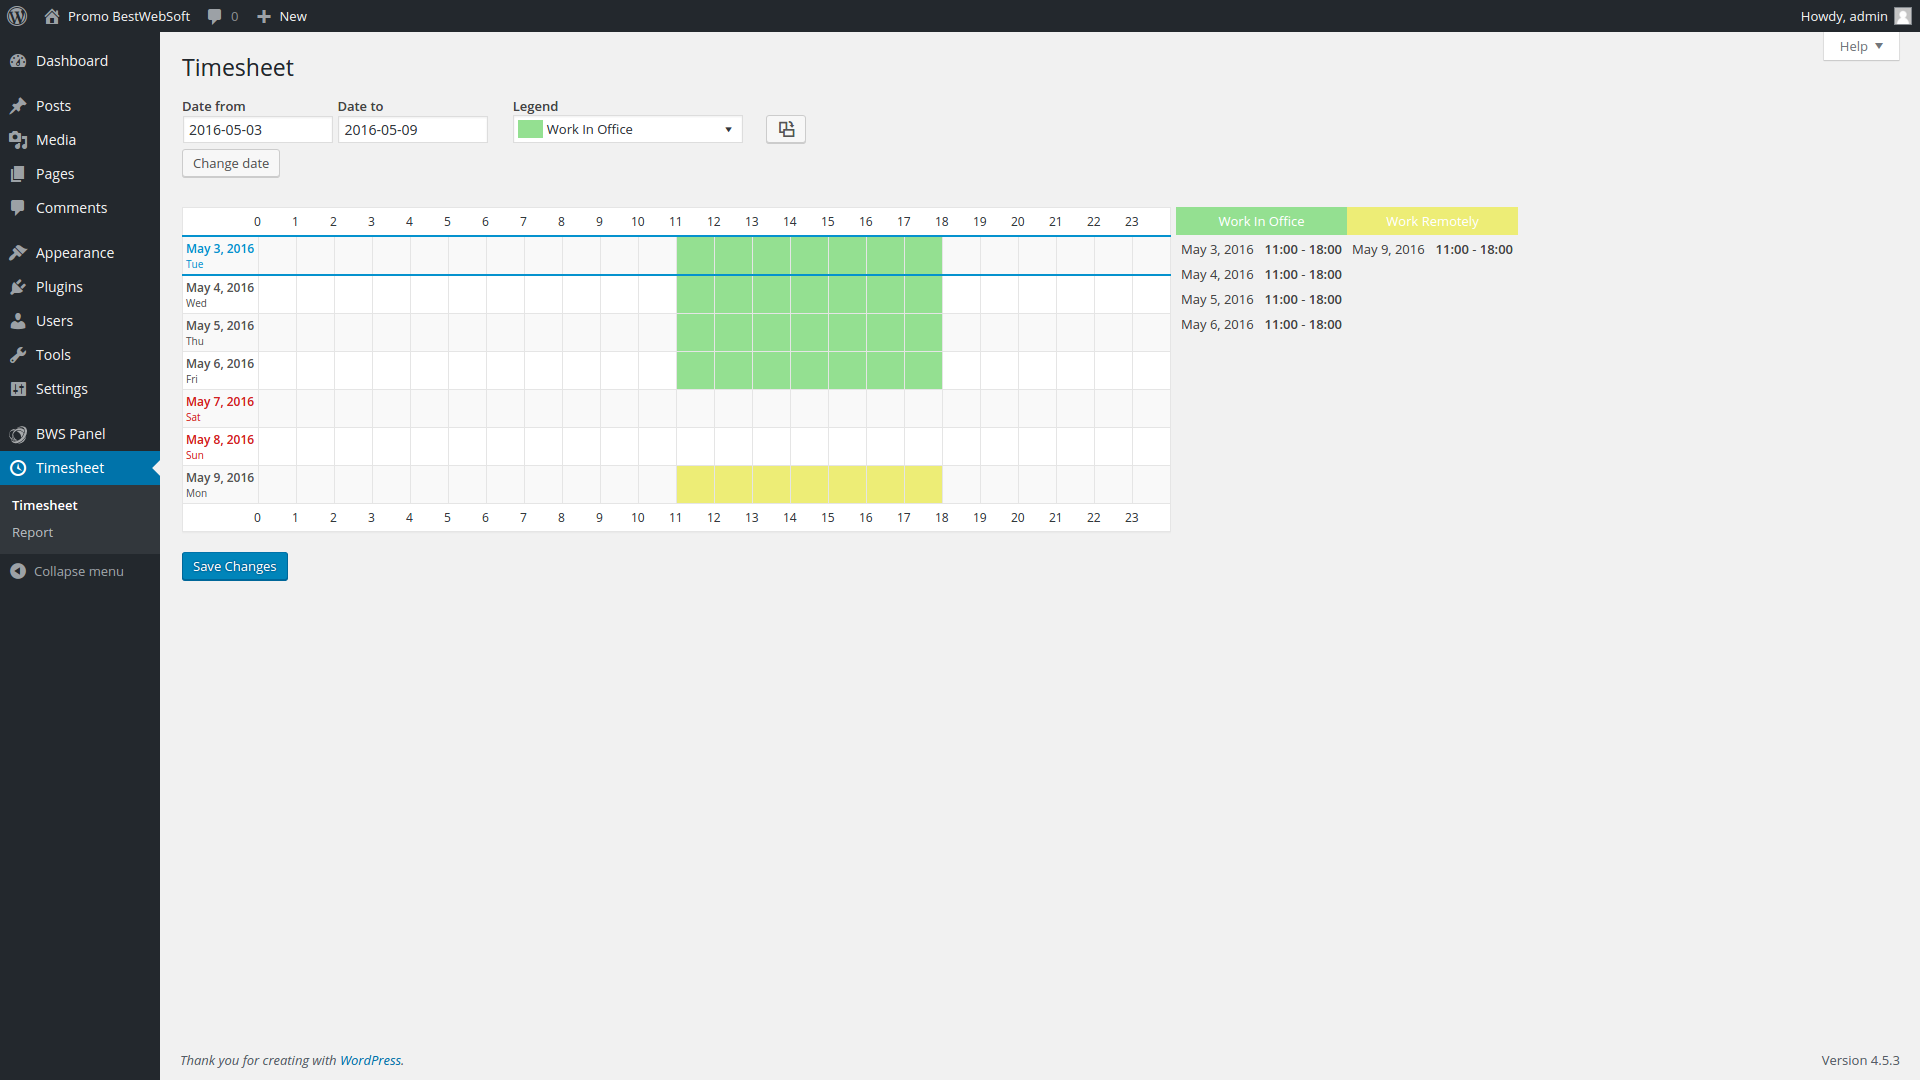 Promo BestWebSoft 0 New Howdy, admin
Help
Dashboard
Posts
Media
Pages
Comments
Appearance
Plugins
Users
Tools
Settings
BWS Panel
Timesheet
Timesheet
Report
Collapse menu
Timesheet
Date from Date to Legend
2016-05-03 2016-05-09 Work In Office
Change date
0 1 2 3 4 5 6 7 8 9 10 11 12 13 14 15 16 17 18 19 20 21 22 23
May 3, 2016
Tue
May 4, 2016
Wed
May 5, 2016
Thu
May 6, 2016
Fri
May 7, 2016
Sat
May 8, 2016
Sun
May 9, 2016
Mon
0 1 2 3 4 5 6 7 8 9 10 11 12 13 14 15 16 17 18 19 20 21 22 23
Work In Office Work Remotely
May 3, 2016 11:00 - 18:00 May 9, 2016 11:00 - 18:00
May 4, 2016 11:00 - 18:00
May 5, 2016 11:00 - 18:00
May 6, 2016 11:00 - 18:00
Save Changes
Thank you for creating with WordPress. Version 4.5.3